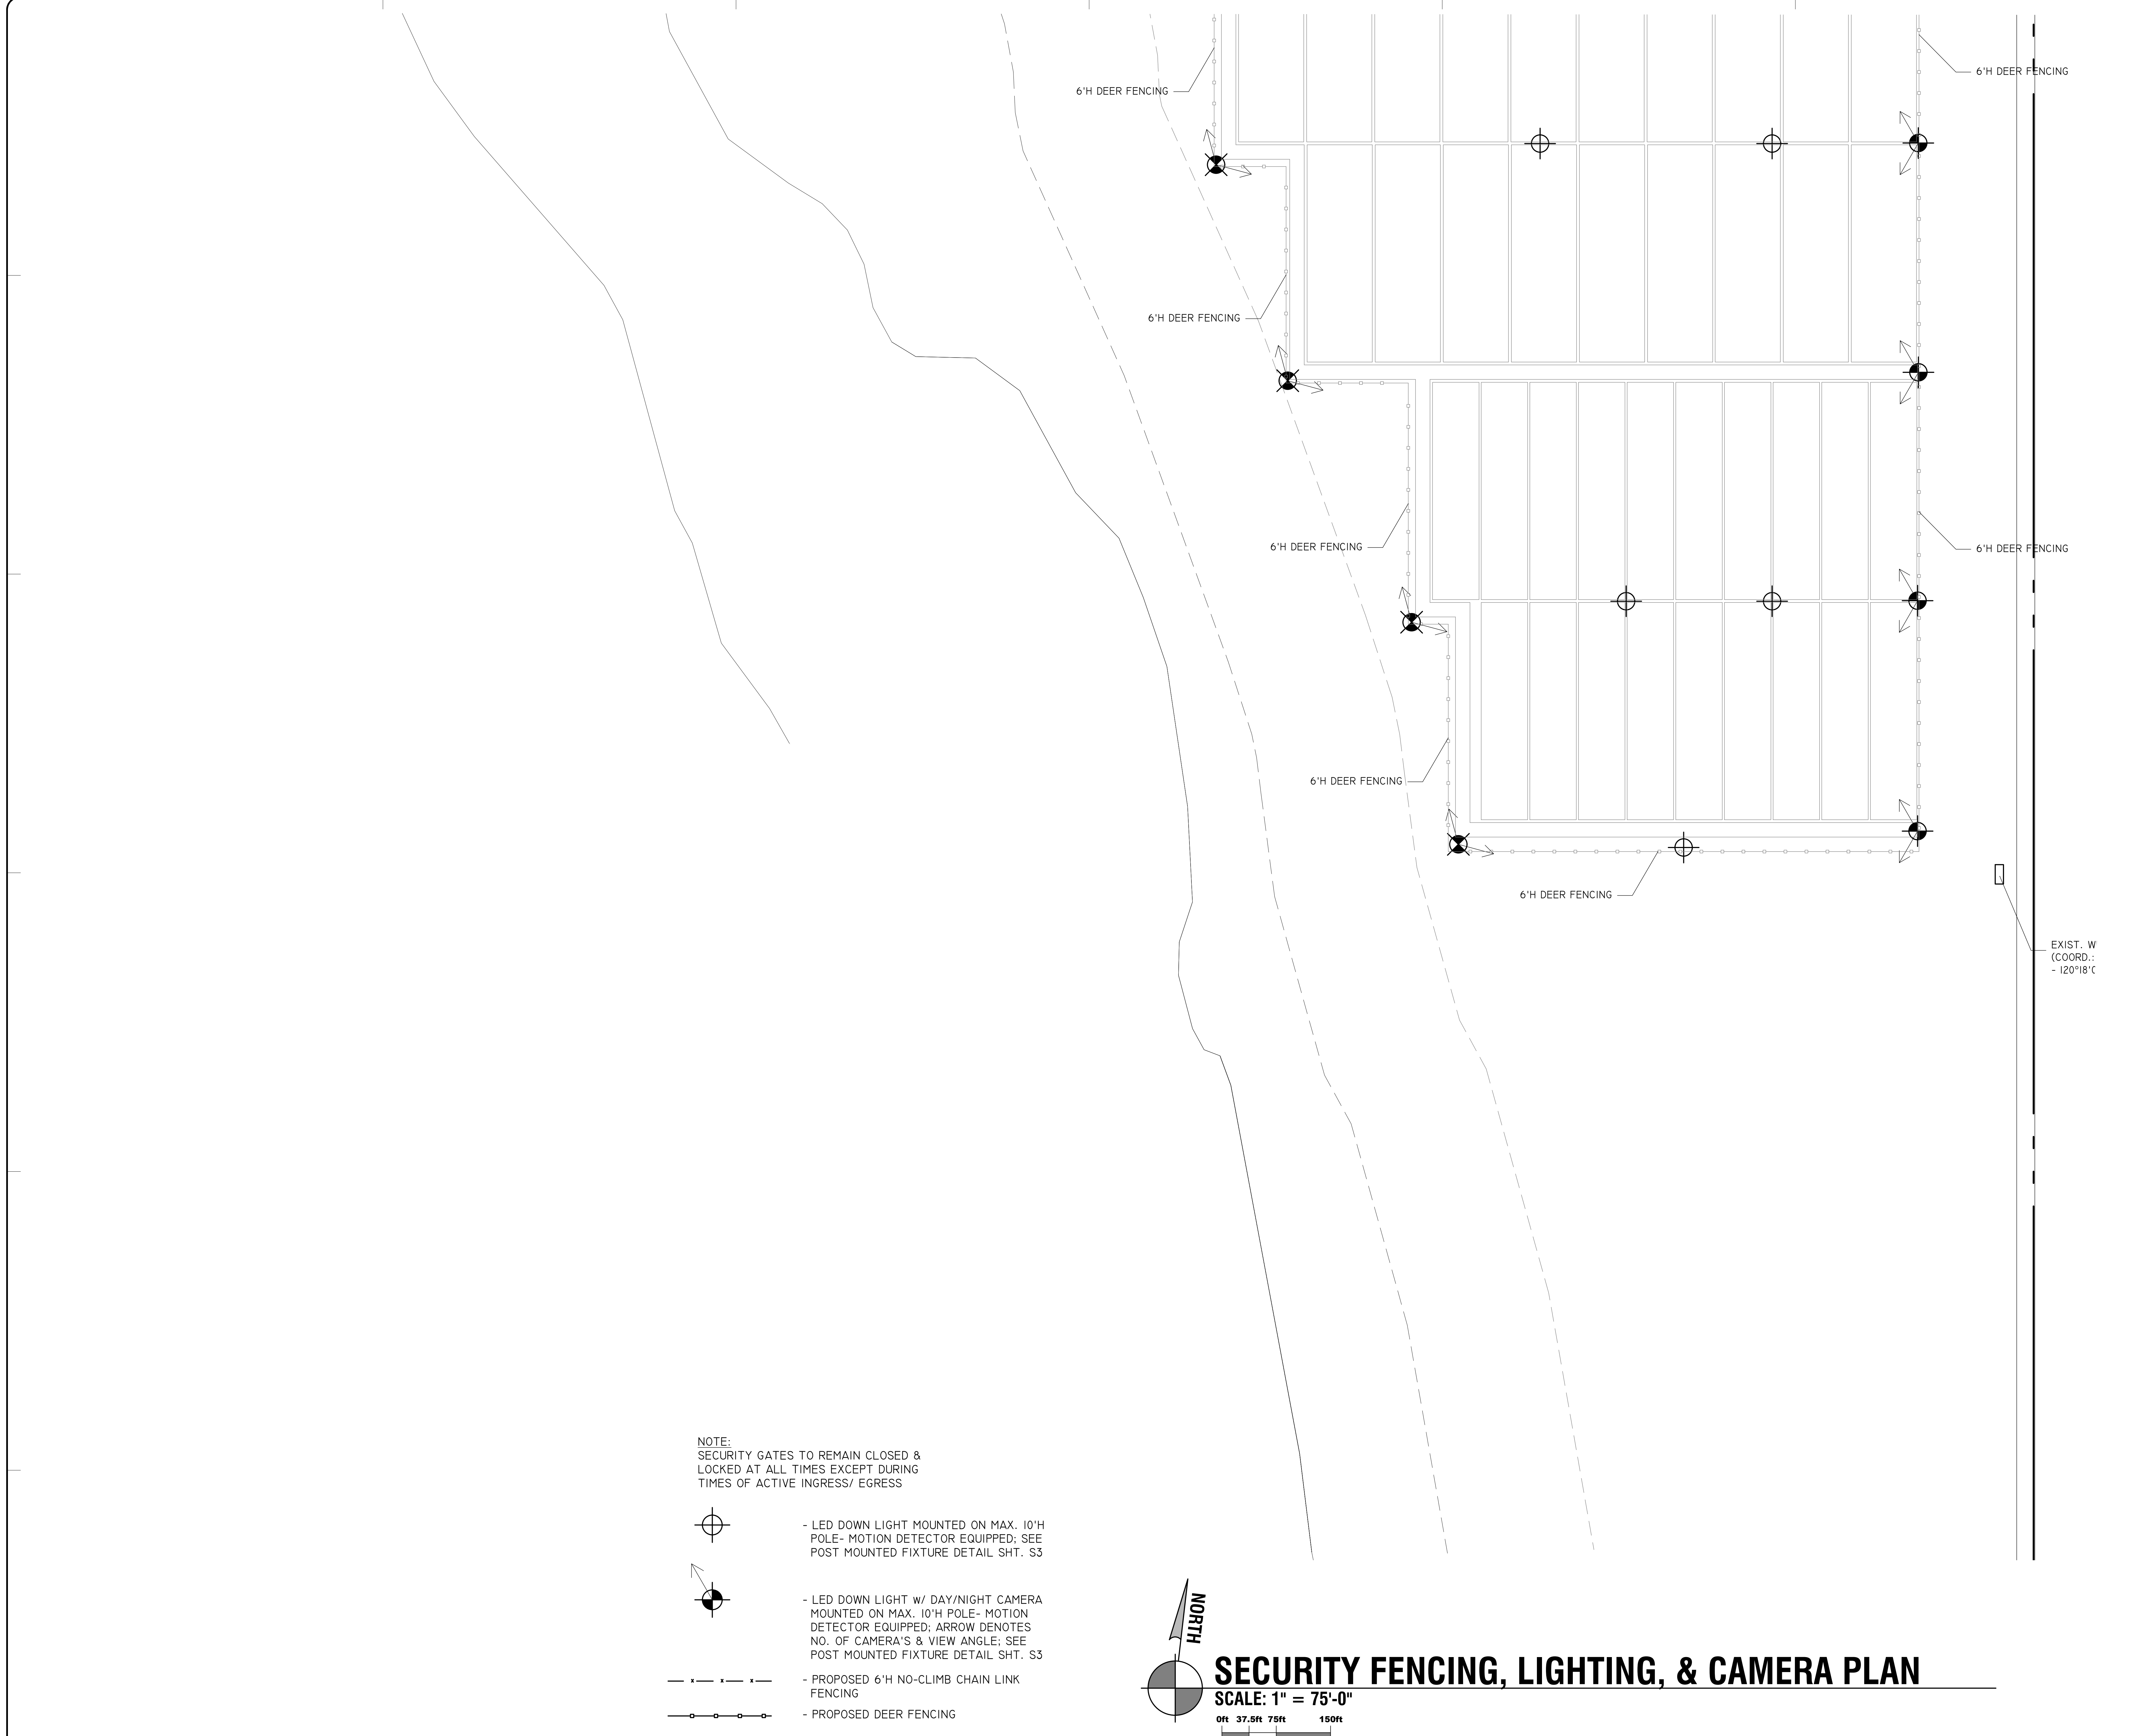 6'H DEER FENCING
6'H DEER FENCING
6'H DEER FENCING
6'H DEER FENCING
6'H DEER FENCING
6'H DEER FENCING
6'H DEER FENCING
EXIST. W
(COORD.:
- 120°18'0
NOTE:
SECURITY GATES TO REMAIN CLOSED &
LOCKED AT ALL TIMES EXCEPT DURING
TIMES OF ACTIVE INGRESS/ EGRESS
- LED DOWN LIGHT MOUNTED ON MAX. 10'H
POLE- MOTION DETECTOR EQUIPPED; SEE
POST MOUNTED FIXTURE DETAIL SHT. S3
- LED DOWN LIGHT w/ DAY/NIGHT CAMERA
MOUNTED ON MAX. 10'H POLE- MOTION
DETECTOR EQUIPPED; ARROW DENOTES
NO. OF CAMERA'S & VIEW ANGLE; SEE
POST MOUNTED FIXTURE DETAIL SHT. S3
- PROPOSED 6'H NO-CLIMB CHAIN LINK
FENCING
- PROPOSED DEER FENCING
NORTH
SECURITY FENCING, LIGHTING, & CAMERA PLAN
SCALE: 1" = 75'-0"
0ft 37.5ft 75ft 150ft